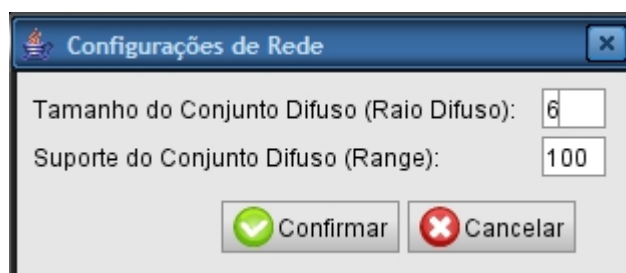 Configurações de Rede
Tamanho do Conjunto Difuso (Raio Difuso): 6
Suporte do Conjunto Difuso (Range): 100
Confirmar Cancelar